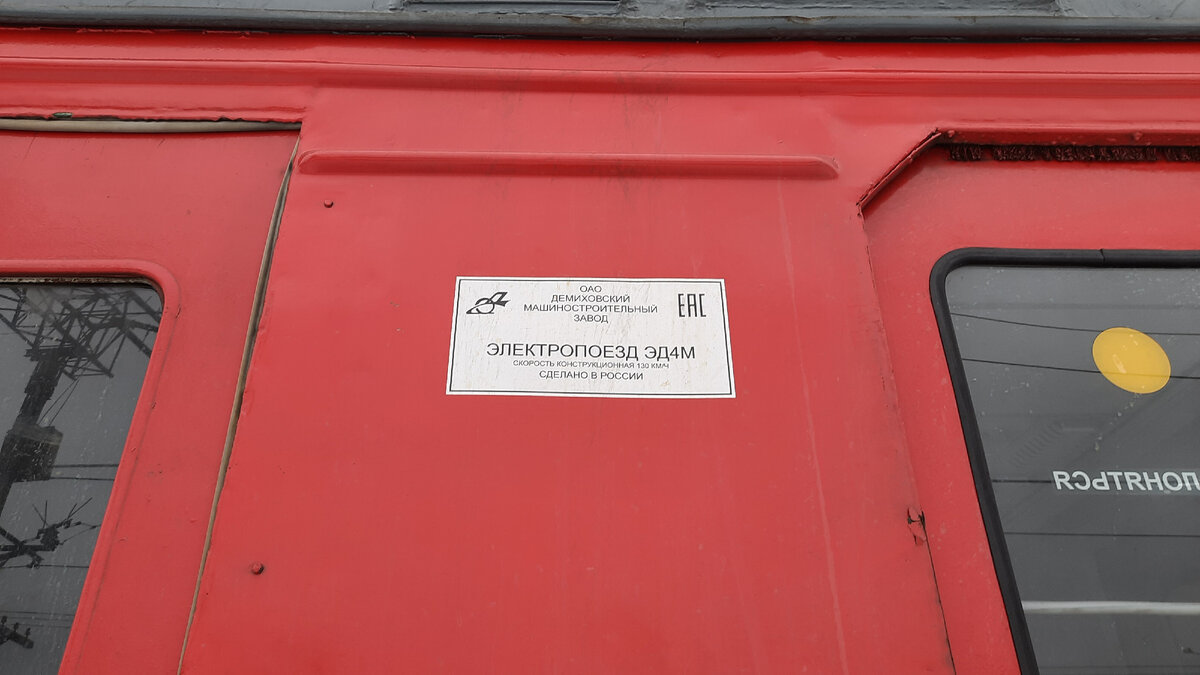 ОАО
ДЕМИХОВСКИЙ
МАШИНОСТРОИТЕЛЬНЫЙ
ЗАВОД
ЕАС
ЭЛЕКТРОПОЕЗД ЭД4М
СКОРОСТЬ КОНСТРУКЦИОННАЯ 130 КМ/Ч
СДЕЛАНО В РОССИИ